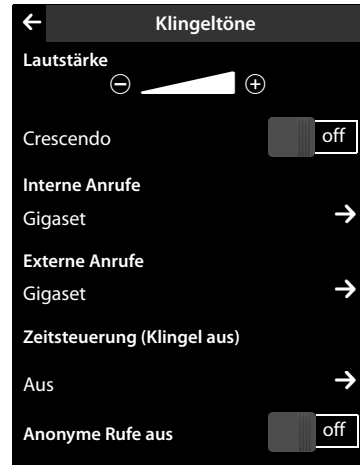 Klingeltöne
Lautstärke
Crescendo off
Interne Anrufe
Gigaset
Externe Anrufe
Gigaset
Zeitsteuerung (Klingel aus)
Aus
Anonyme Rufe aus off